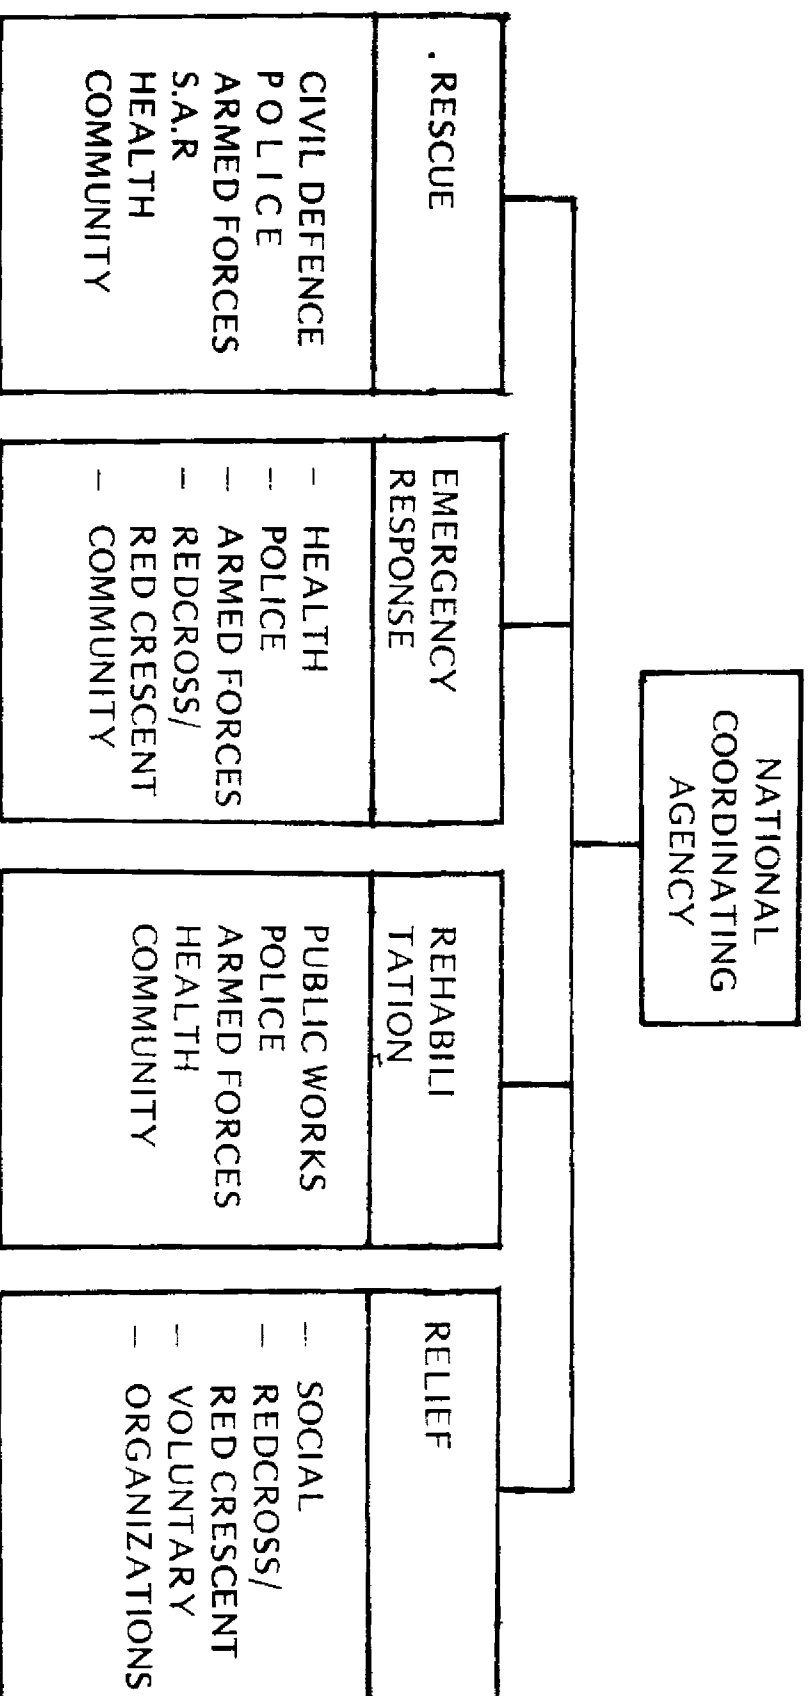 NATIONAL
COORDINATING
AGENCY
. RESCUE
CIVIL DEFENCE
POLICE
ARMED FORCES
S.A.R
HEALTH
COMMUNITY
EMERGENCY
RESPONSE
– HEALTH
– POLICE
– ARMED FORCES
– REDCROSS/
RED CRESCENT
– COMMUNITY
REHABILI
TATION
PUBLIC WORKS
POLICE
ARMED FORCES
HEALTH
COMMUNITY
RELIEF
– SOCIAL
– REDCROSS/
RED CRESCENT
– VOLUNTARY
– ORGANIZATIONS